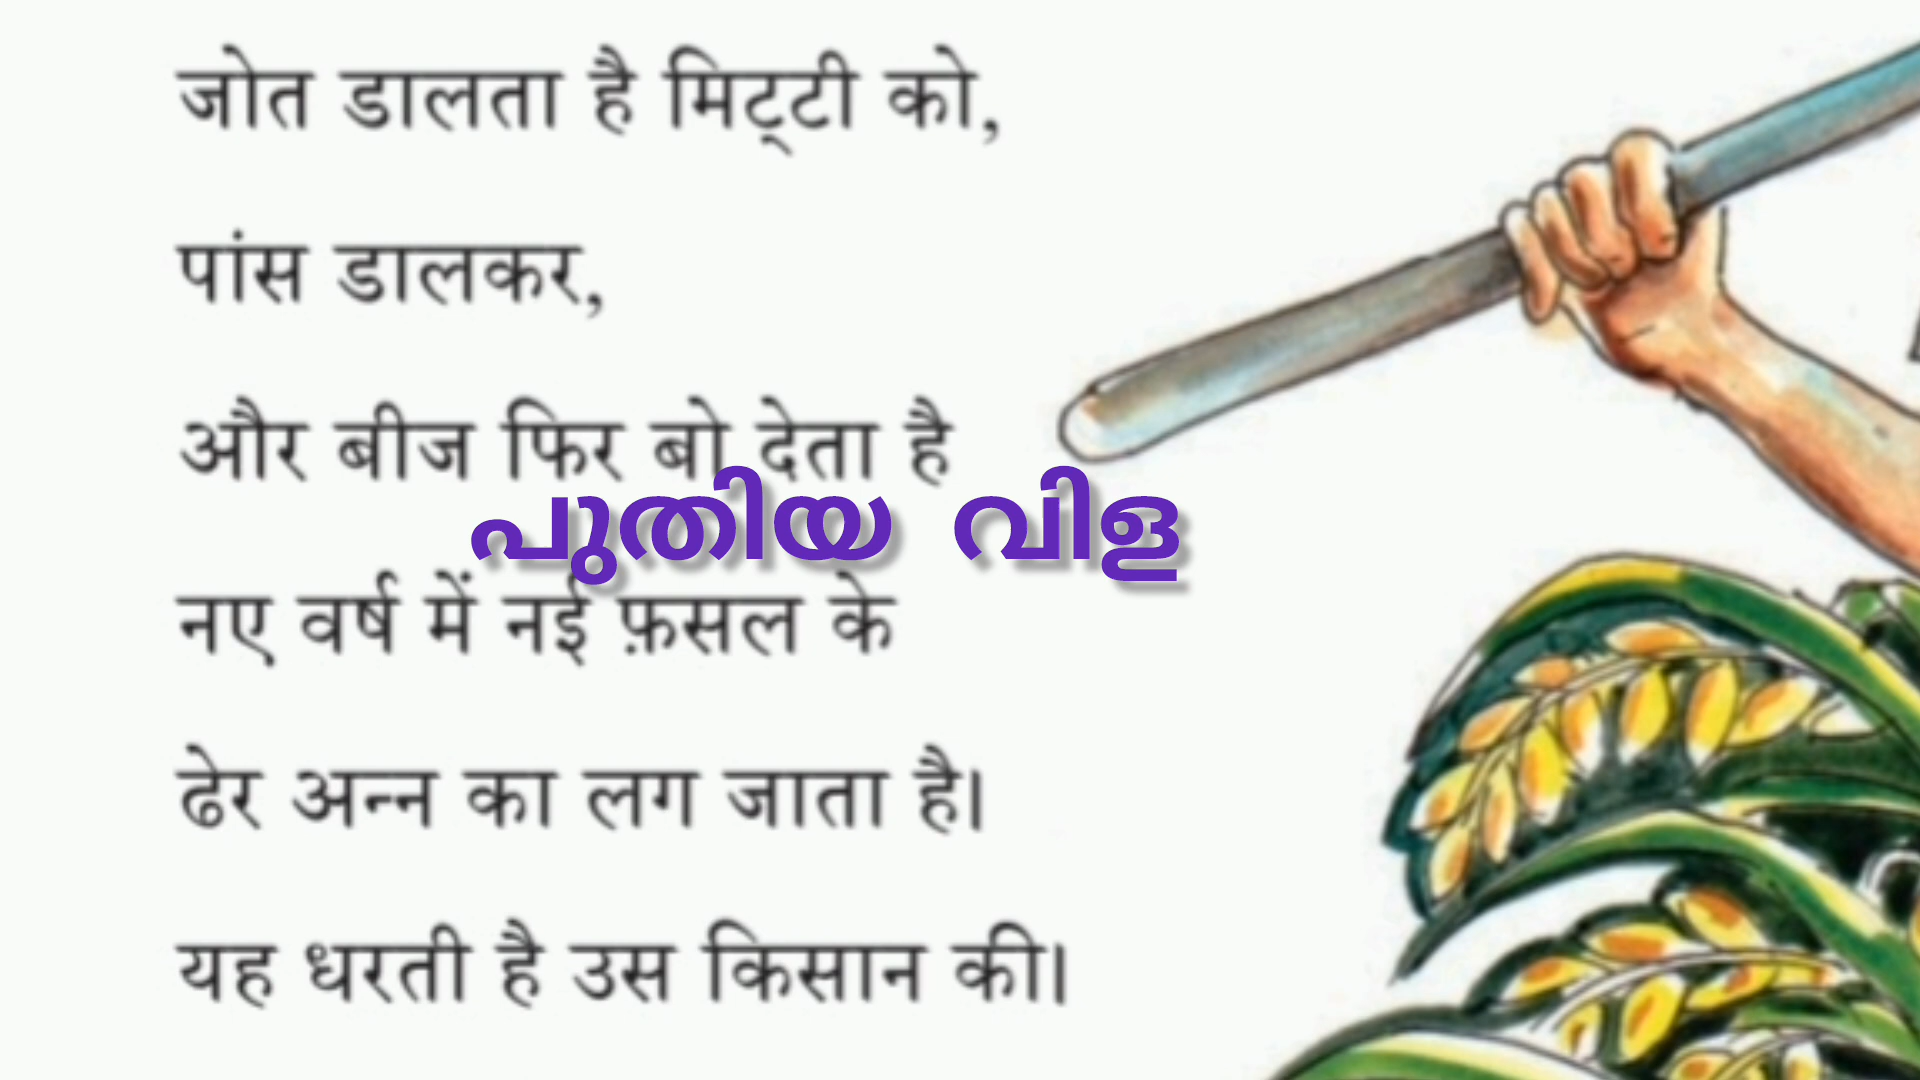 जोत डालता है मिट्टी को,
पांस डालकर,
और बीज फिर बो देता है
പുതിയ വിള
नए वर्ष में नई फ़सल के
ढेर अन्न का लग जाता है।
यह धरती है उस किसान की।